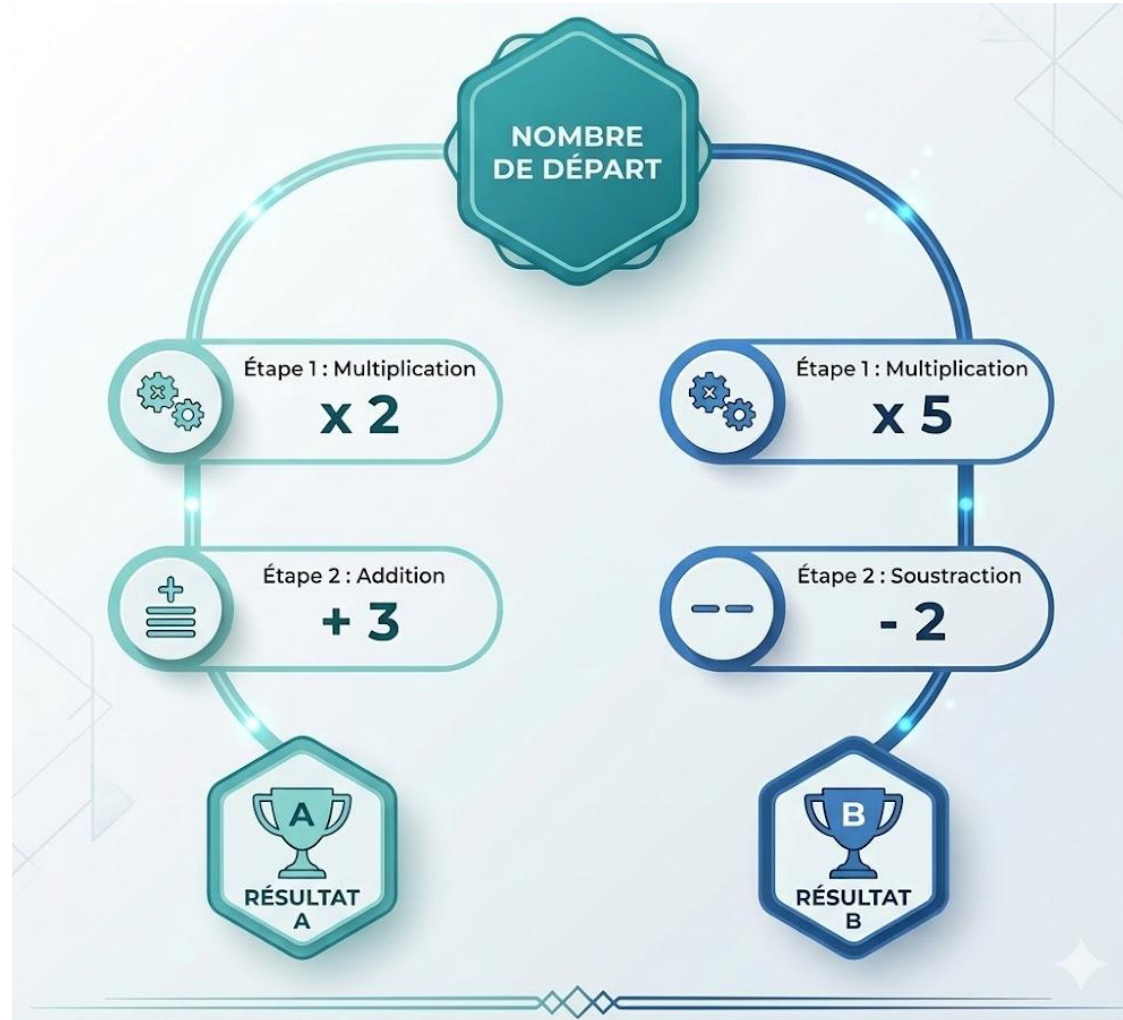 NOMBRE
DE DÉPART
Étape 1 : Multiplication
x 2
Étape 2 : Addition
+ 3
A
RÉSULTAT
A
Étape 1 : Multiplication
x 5
Étape 2 : Soustraction
- 2
B
RÉSULTAT
B